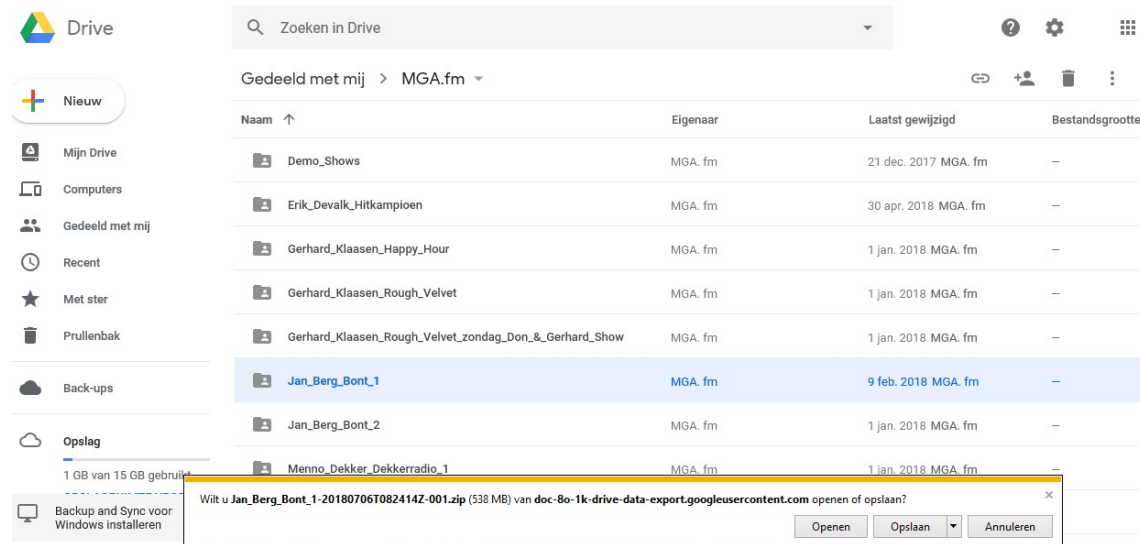 Drive
Zoeken in Drive
Gedeeld met mij > MGA.fm
Nieuw
Naam Eigenaar Laatst gewijzigd Bestandsgrootte
Mijn Drive
Computers
Gedeeld met mij
Recent
Met ster
Prullenbak
Back-ups
Opslag
1 GB van 15 GB gebruikt
Backup and Sync voor
Windows installeren
Demo_Shows MGA. fm 21 dec. 2017 MGA. fm –
Erik_Devalk_Hitkampioen MGA. fm 30 apr. 2018 MGA. fm –
Gerhard_Klaasen_Happy_Hour MGA. fm 1 jan. 2018 MGA. fm –
Gerhard_Klaasen_Rough_Velvet MGA. fm 1 jan. 2018 MGA. fm –
Gerhard_Klaasen_Rough_Velvet_zondag_Don_&_Gerhard_Show MGA. fm 1 jan. 2018 MGA. fm –
Jan_Berg_Bont_1 MGA. fm 9 feb. 2018 MGA. fm –
Jan_Berg_Bont_2 MGA. fm 1 jan. 2018 MGA. fm –
Menno_Dekker_Dekkerradio_1 MGA. fm 1 jan. 2018 MGA. fm –
Wilt u Jan_Berg_Bont_1-20180706T082414Z-001.zip (538 MB) van doc-8o-1k-drive-data-export.googleusercontent.com openen of opslaan?
Openen Opslaan Annuleren